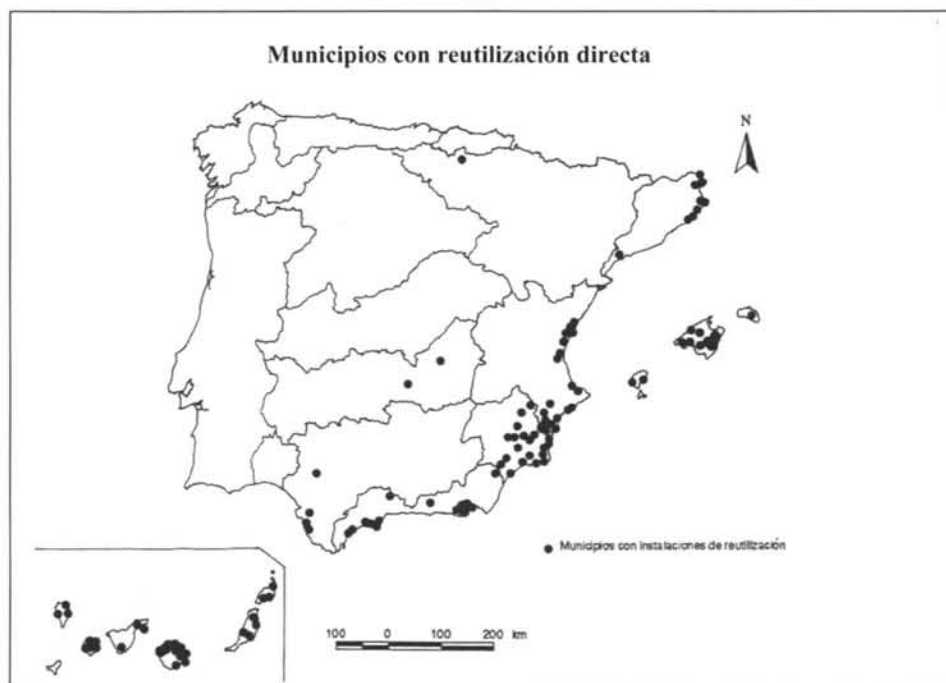 Municipios con reutilización directa
N
Municipios con instalaciones de reutilización
100 0 100 200 km